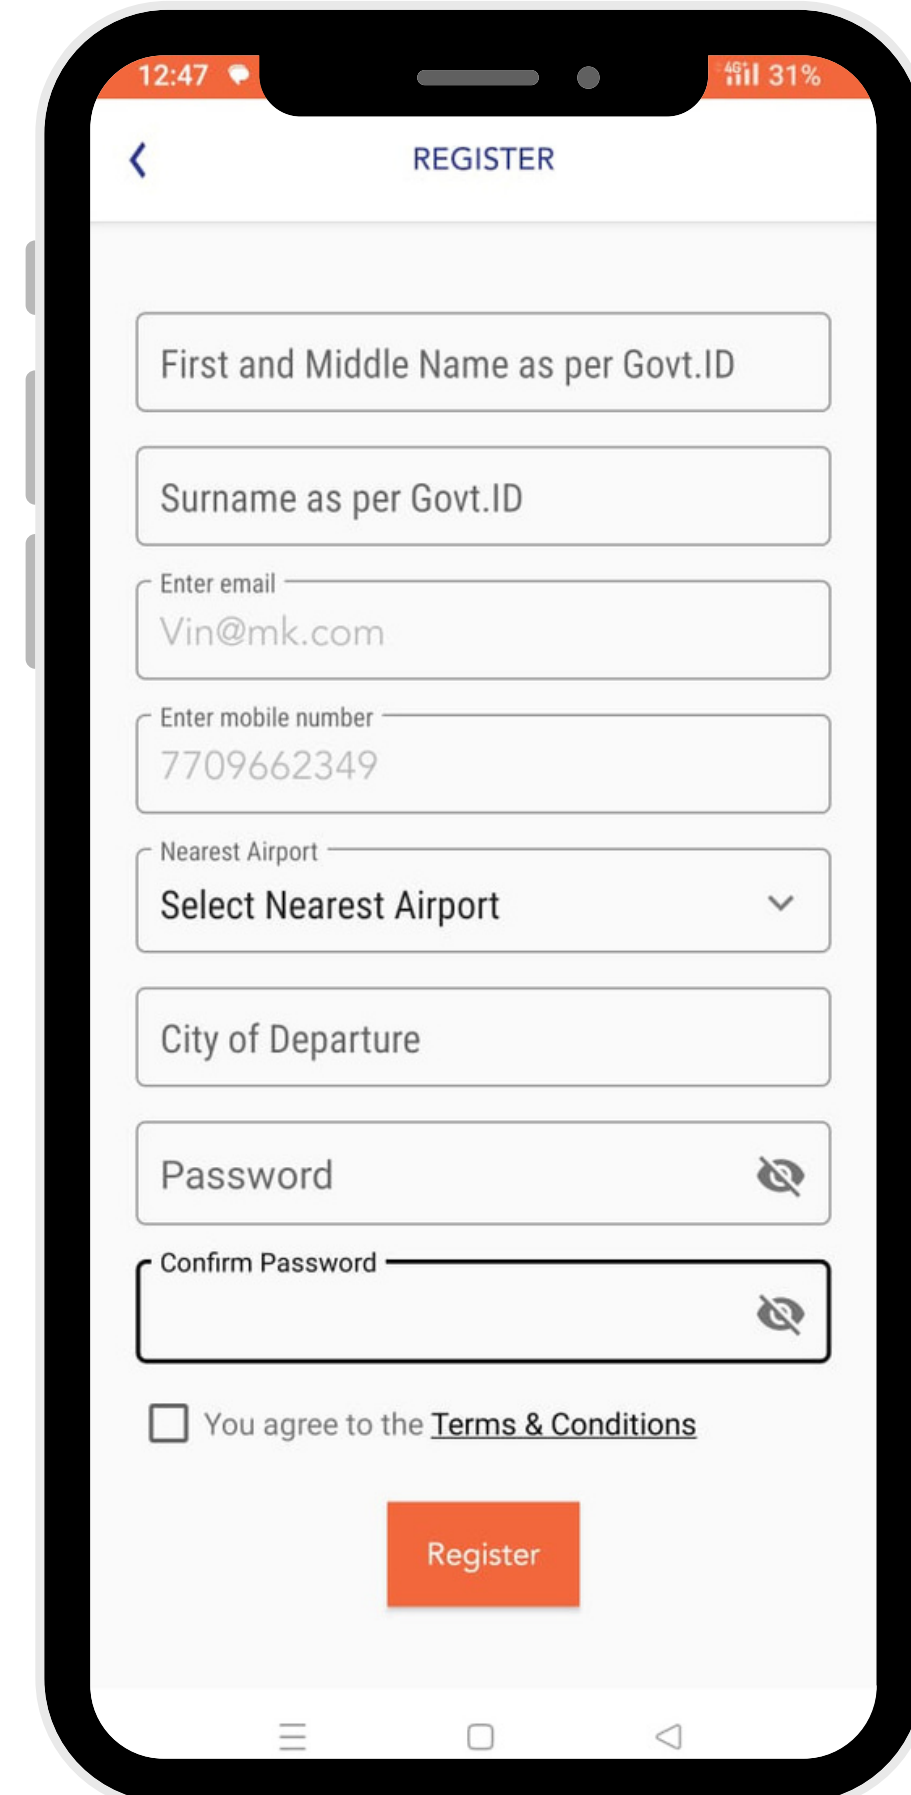 12:47 4G 31%
REGISTER
First and Middle Name as per Govt.ID
Surname as per Govt.ID
Enter email
Vin@mk.com
Enter mobile number
7709662349
Nearest Airport
Select Nearest Airport
City of Departure
Password
Confirm Password
You agree to the Terms & Conditions
Register